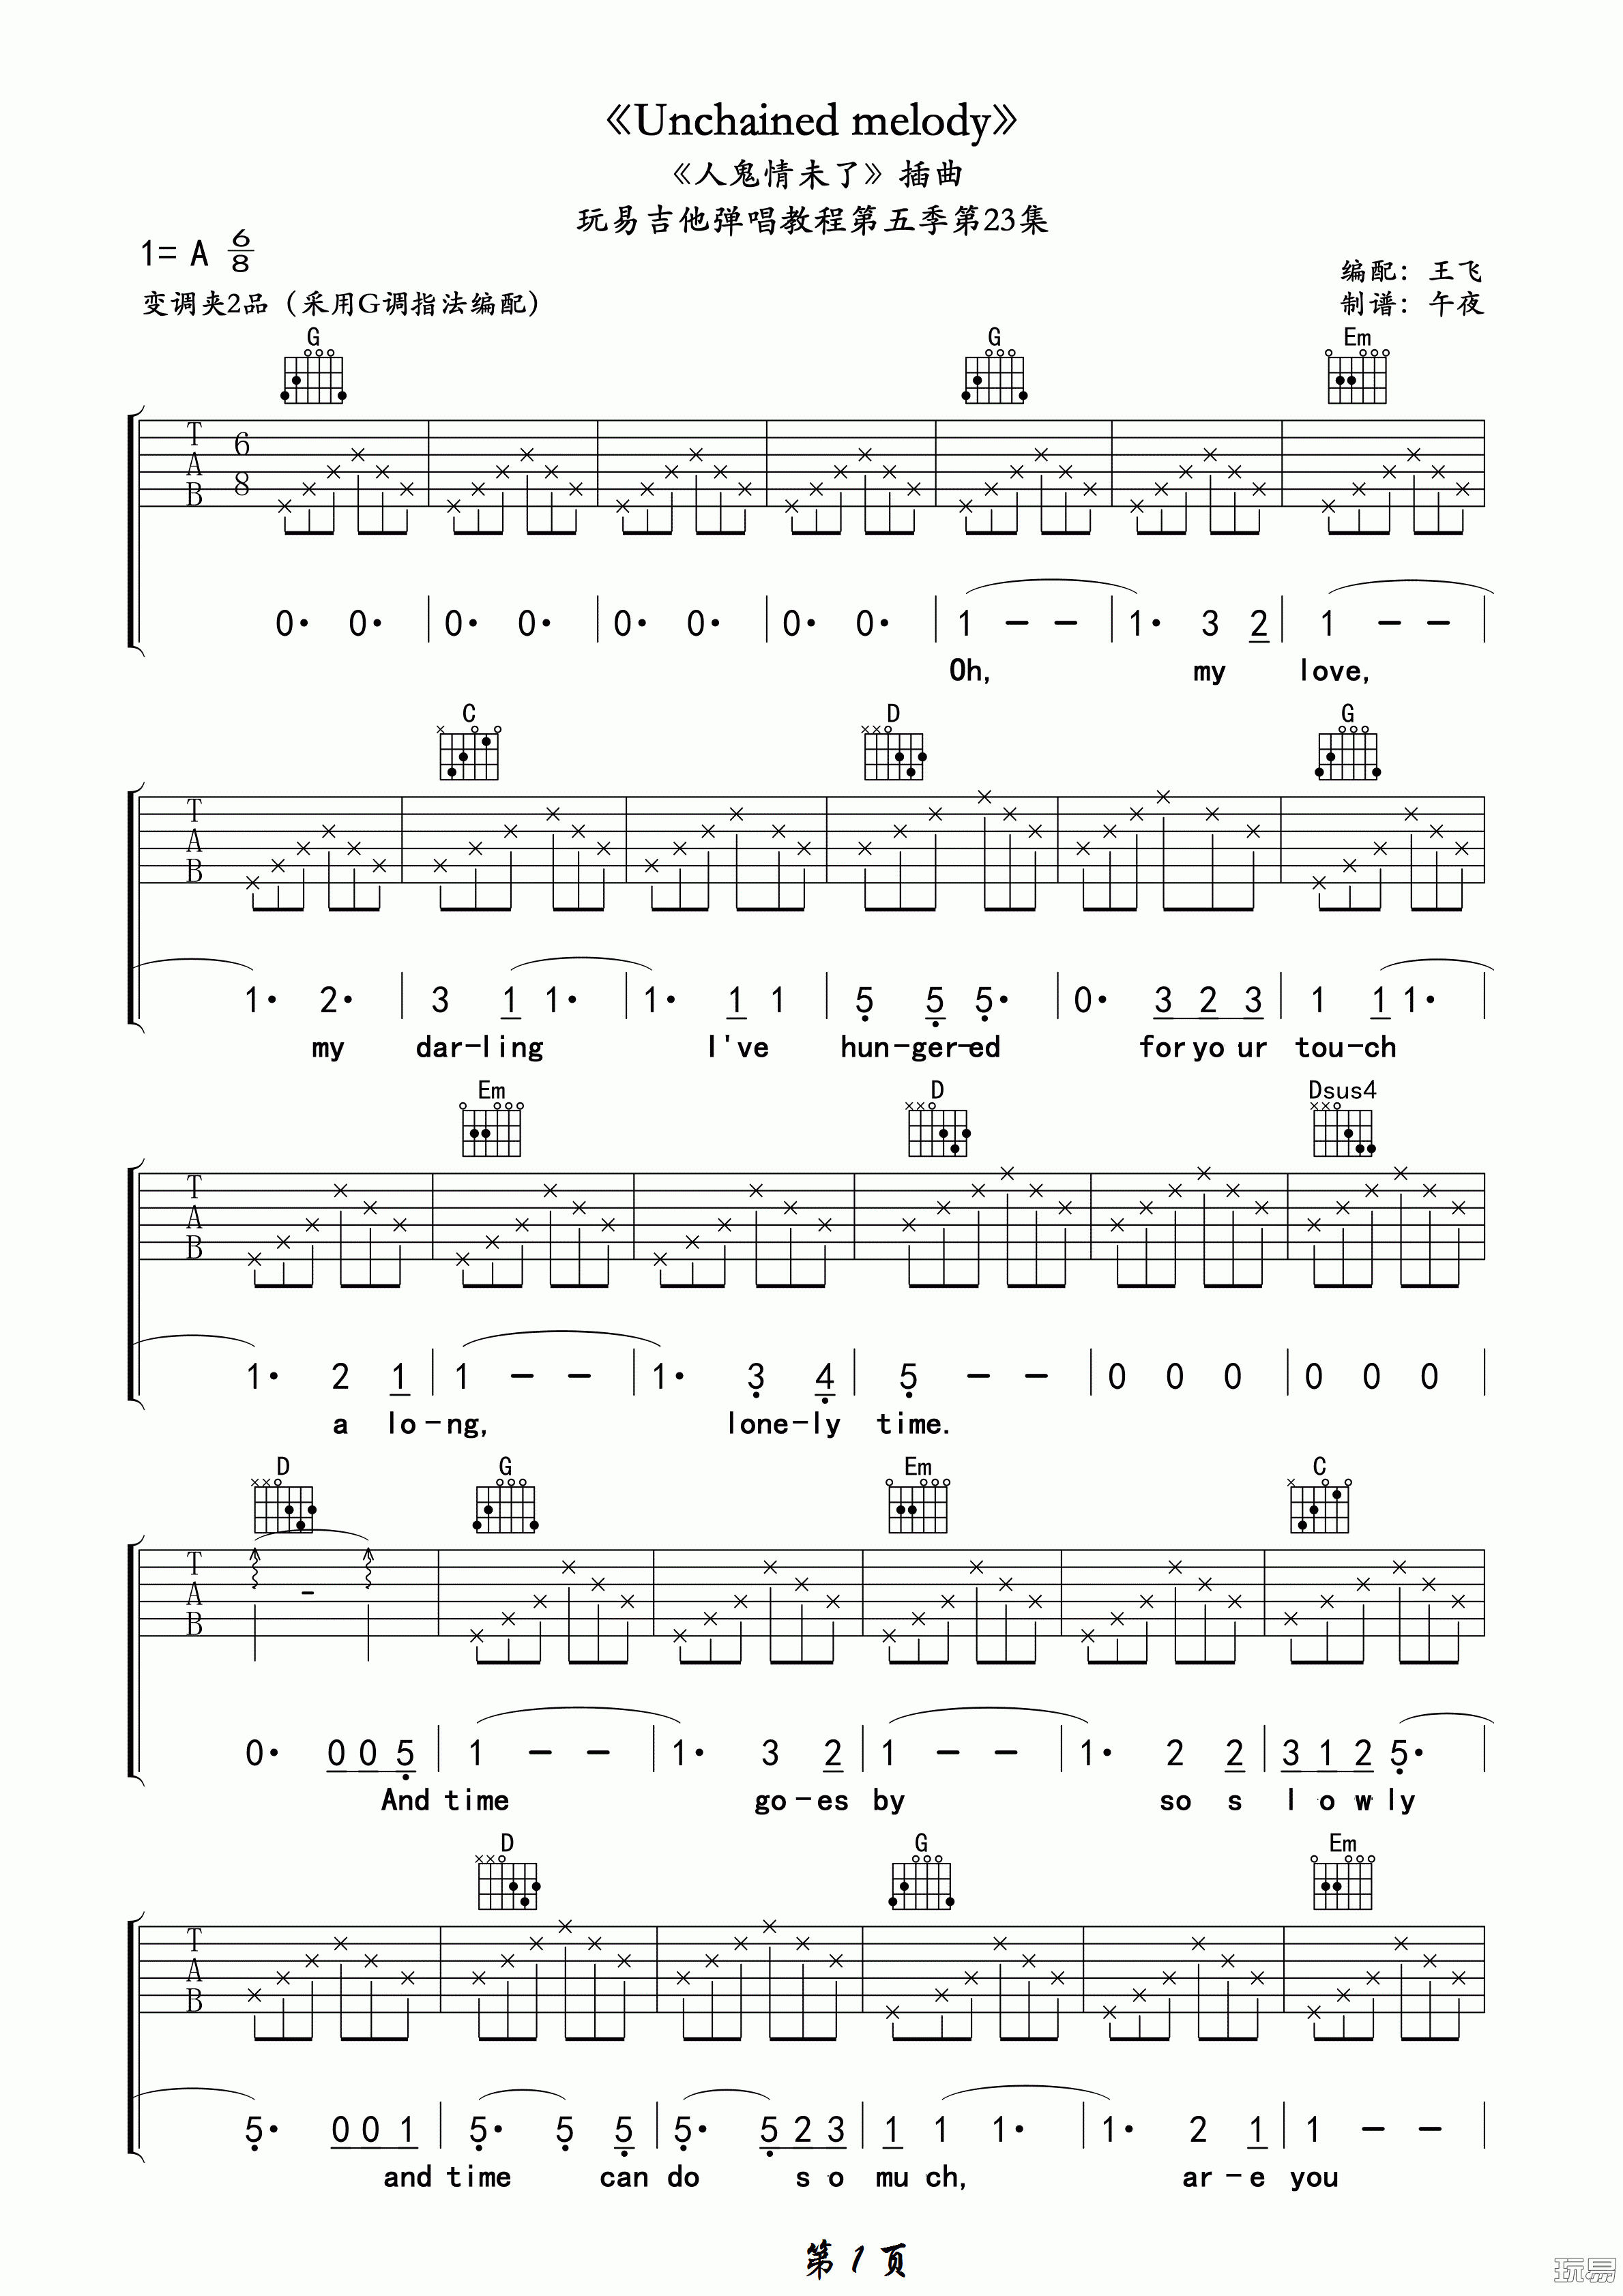 《Unchained melody》
《人鬼情未了》插曲
玩易吉他弹唱教程第五季第23集
1= A 6/8
编配：王飞
变调夹2品（采用G调指法编配）
制谱：午夜
G G Em
T A B 6 8
0· 0· | 0· 0· | 0· 0· | 0· 0· | 1 – – | 1· 3 2 | 1 – – |
Oh, my love,
C D G
T A B
1· 2· | 3 1 1· | 1· 1 1 | 5 5 5· | 0· 3 2 3 | 1 1 1· |
my dar-ling I've hun-ger-ed foryour tou-ch
Em D Dsus4
T A B
1· 2 1 | 1 – – | 1· 3 4 | 5 – – | 0 0 0 | 0 0 0 |
a lo-ng, lone-ly time.
D G Em C
T A B
0· 0 0 5 | 1 – – | 1· 3 2 | 1 – – | 1· 2 2 | 3 1 2 5· |
And time go-es by so s l o w ly
D G Em
T A B
5· 0 0 1 | 5· 5 5 | 5· 5 2 3 | 1 1 1· | 1· 2 1 | 1 – – |
and time can do so much, ar-e you
第 1 页
玩易